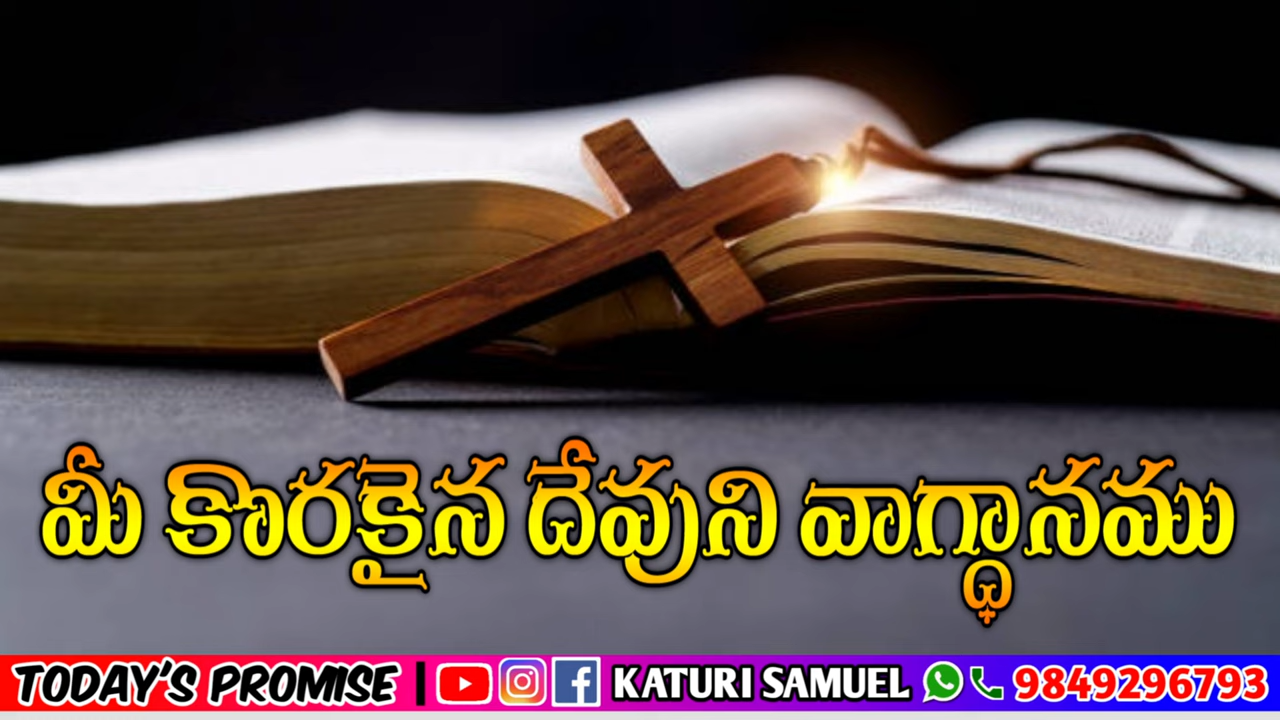 మీ కొరకైన దేవుని వాగ్ధానము
TODAY'S PROMISE | KATURI SAMUEL 9849296793